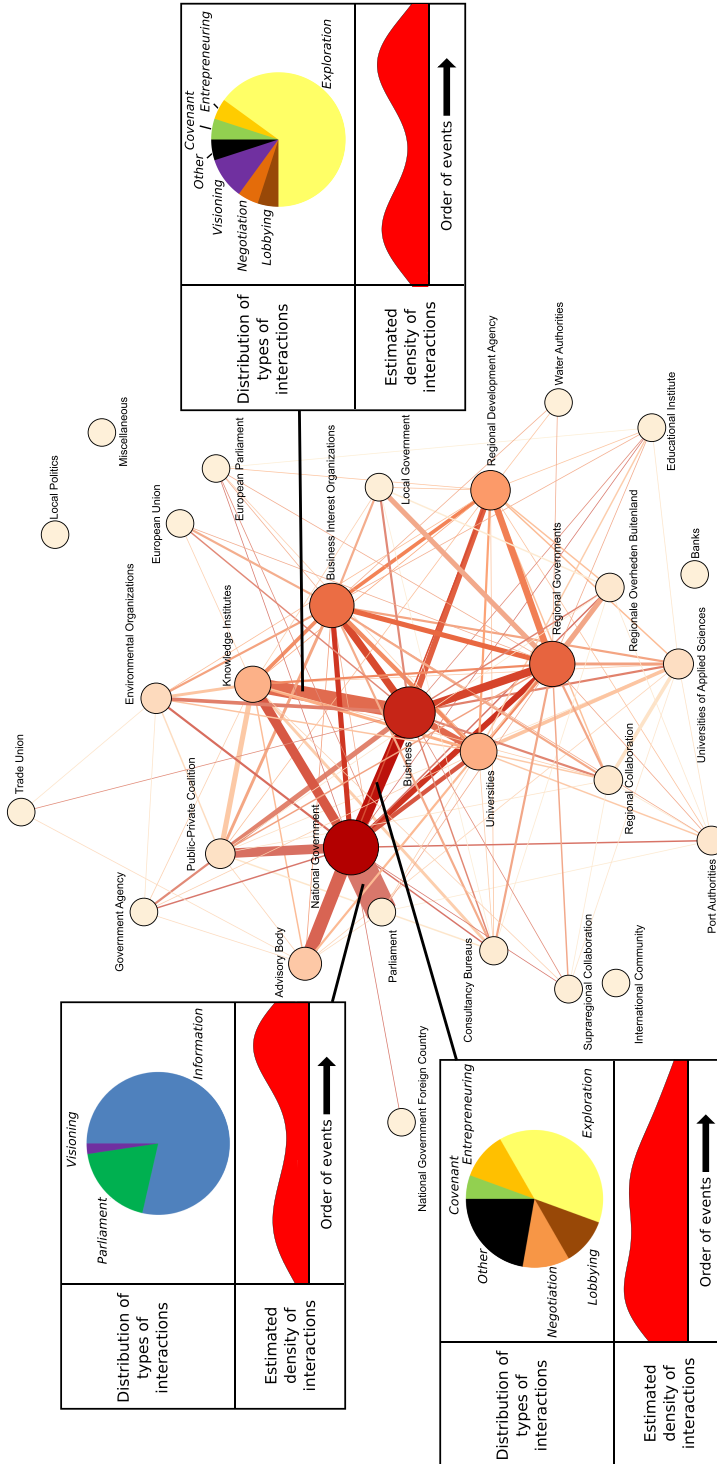 Distribution of
types of
interactions
Parliament
Visioning
Information
Estimated
density of
interactions
Order of events
Distribution of
types of
interactions
Lobbying
Negotiation
Visioning
Other
Covenant
Entrepreneuring
Exploration
Estimated
density of
interactions
Order of events
Trade Union
Local Politics
Miscellaneous
Government Agency
Environmental Organizations
European Union
Public-Private Coalition
Knowledge Institutes
European Parliament
Advisory Body
National Government
Business Interest Organizations
Parliament
Business
Local Government
National Government Foreign Country
Consultancy Bureaus
Universities
Regional Development Agency
Regional Governments
Water Authorities
Supraregional Collaboration
Regional Collaboration
Regionale Overheden Buitenland
International Community
Educational Institute
Universities of Applied Sciences
Banks
Port Authorities
Distribution of
types of
interactions
Negotiation
Lobbying
Other
Covenant
Entrepreneuring
Exploration
Estimated
density of
interactions
Order of events